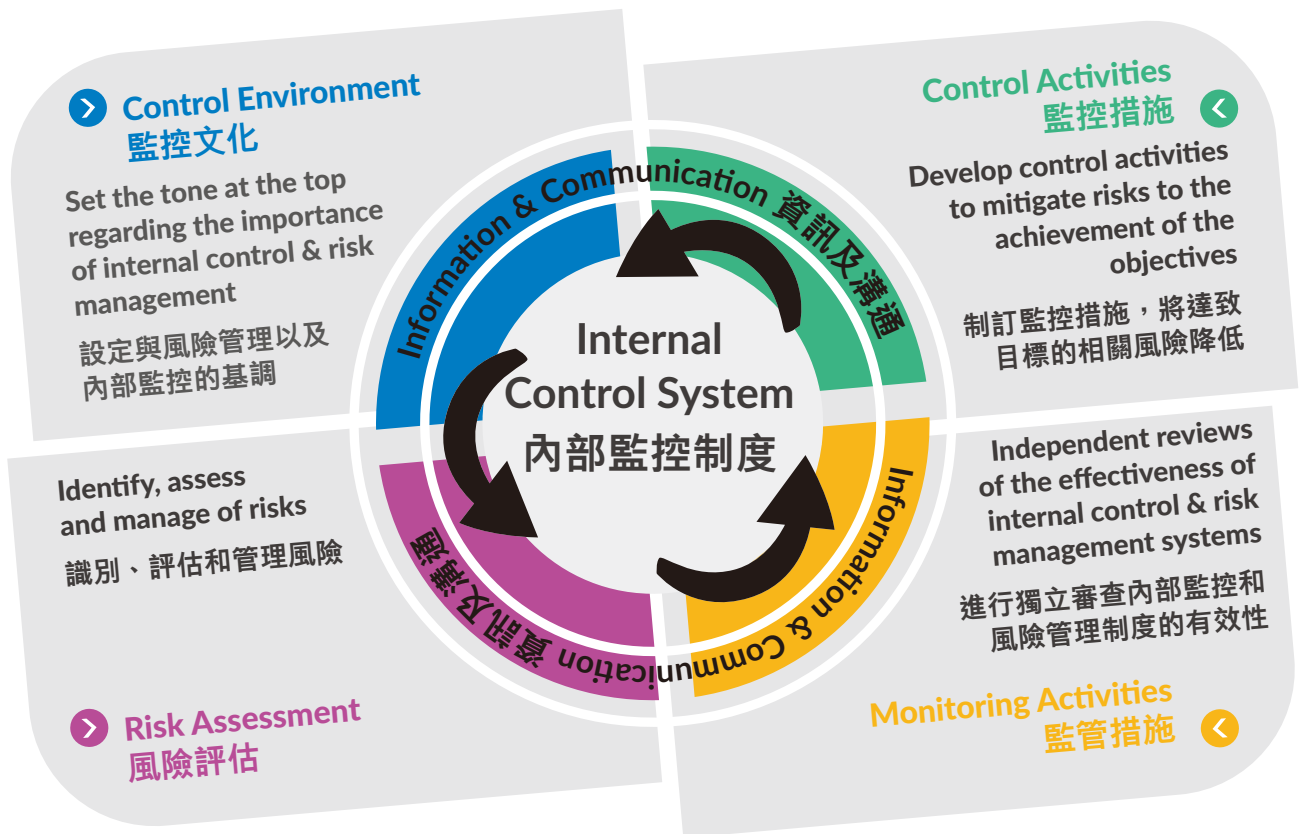 Control Environment
監控文化
Set the tone at the top
regarding the importance
of internal control & risk
management
設定與風險管理以及
內部監控的基調
Control Activities
監控措施
Develop control activities
to mitigate risks to the
achievement of the
objectives
制訂監控措施，將達致
目標的相關風險降低
Information & Communication 資訊及溝通
Internal
Control System
內部監控制度
Information & Communication 資訊及溝通
Identify, assess
and manage of risks
識別、評估和管理風險
Risk Assessment
風險評估
Independent reviews
of the effectiveness of
internal control & risk
management systems
進行獨立審查內部監控和
風險管理制度的有效性
Monitoring Activities
監管措施